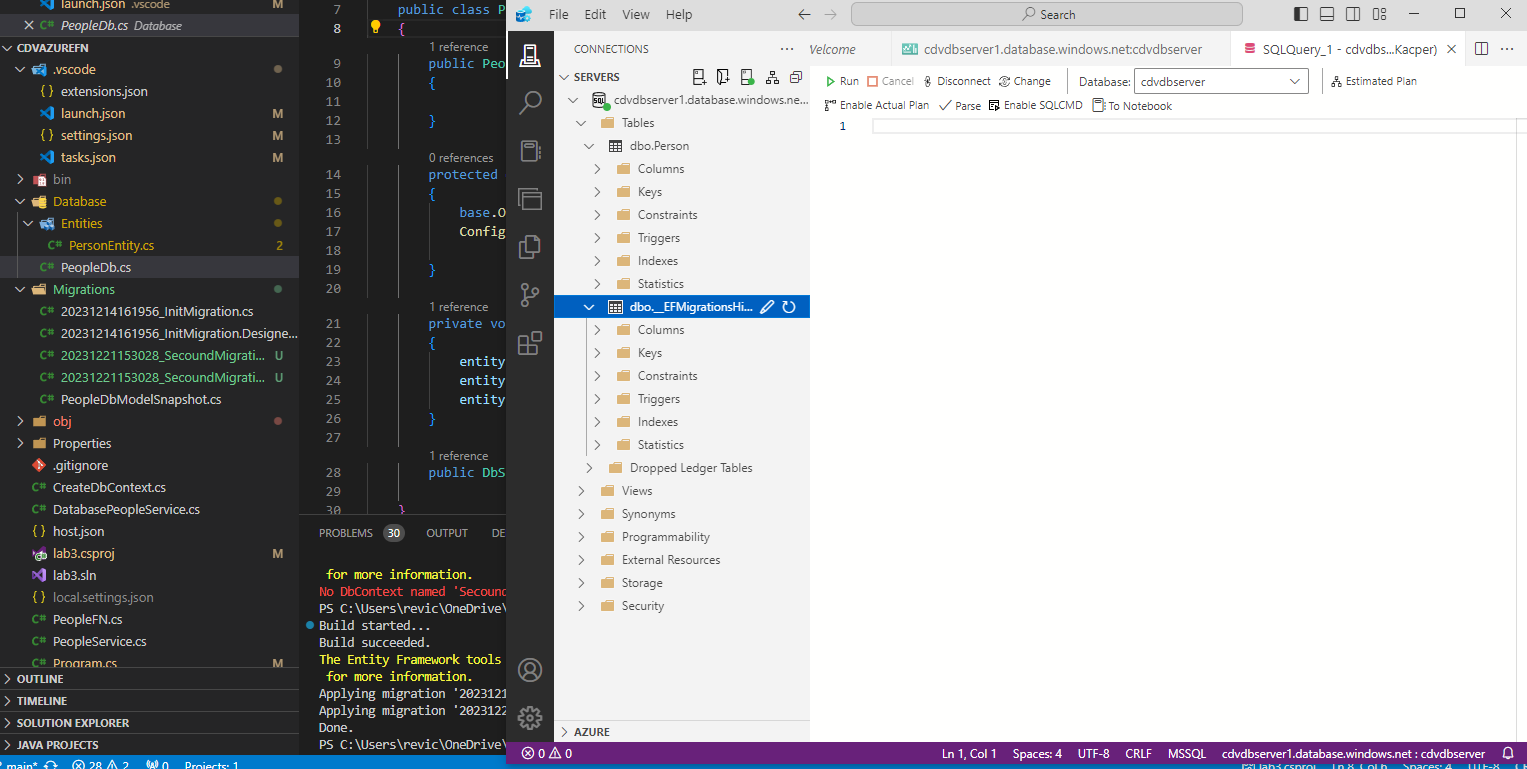 launch.json .vscode M
PeopleDb.cs Database
CDVAZUREFN
.vscode
extensions.json
launch.json M
settings.json
tasks.json M
bin
Database
Entities
PersonEntity.cs 2
PeopleDb.cs
Migrations
20231214161956_InitMigration.cs
20231214161956_InitMigration.Designe...
20231221153028_SecoundMigrati... U
20231221153028_SecoundMigrati... U
PeopleDbModelSnapshot.cs
obj
Properties
.gitignore
CreateDbContext.cs
DatabasePeopleService.cs
host.json
lab3.csproj M
lab3.sln
local.settings.json
PeopleFN.cs
PeopleService.cs
Program.cs M
OUTLINE
TIMELINE
SOLUTION EXPLORER
JAVA PROJECTS
main* 28 2 0 Projects: 1
7 public class P
8 {
1 reference
9 public Peo
10 {
11
12 }
13
0 references
14 protected
15 {
16 base.O
17 Config
18
19 }
20
1 reference
21 private vo
22 {
23 entity
24 entity
25 entity
26 }
27
1 reference
28 public DbS
29
30 }
PROBLEMS 30 OUTPUT DE
for more information.
No DbContext named 'Secound
PS C:\Users\revic\OneDrive\
Build started...
Build succeeded.
The Entity Framework tools
for more information.
Applying migration '2023121
Applying migration '2023122
Done.
PS C:\Users\revic\OneDrive\
File Edit View Help
Search
CONNECTIONS ...
SERVERS
cdvdbserver1.database.windows.ne...
Tables
dbo.Person
Columns
Keys
Constraints
Triggers
Indexes
Statistics
dbo.__EFMigrationsHi...
Columns
Keys
Constraints
Triggers
Indexes
Statistics
Dropped Ledger Tables
Views
Synonyms
Programmability
External Resources
Storage
Security
AZURE
Welcome
cdvdbserver1.database.windows.net:cdvdbserver
SQLQuery_1 - cdvdbs...Kacper)
Run Cancel Disconnect Change Database: cdvdbserver Estimated Plan
Enable Actual Plan Parse Enable SQLCMD To Notebook
1
0 0
Ln 1, Col 1 Spaces: 4 UTF-8 CRLF MSSQL cdvdbserver1.database.windows.net : cdvdbserver